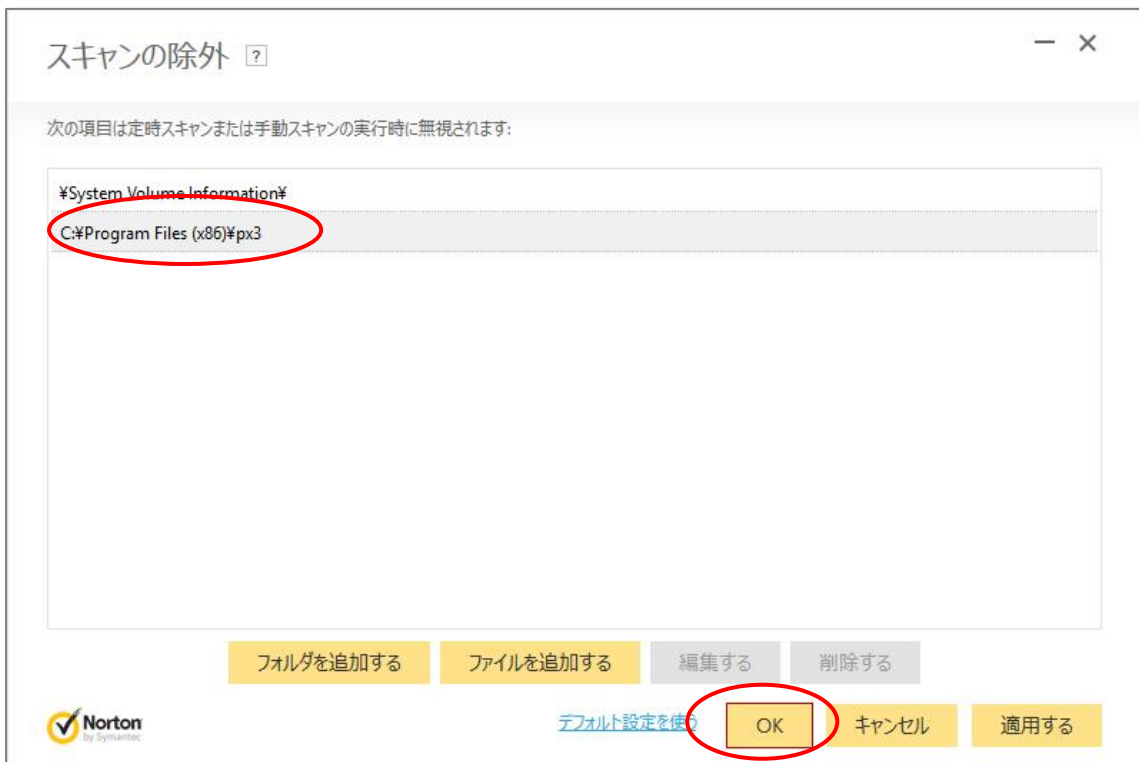 スキャンの除外 ?
次の項目は定時スキャンまたは手動スキャンの実行時に無視されます:
¥System Volume Information¥
C:¥Program Files (x86)¥px3
フォルダを追加する ファイルを追加する 編集する 削除する
Norton
by Symantec
デフォルト設定を使う OK キャンセル 適用する